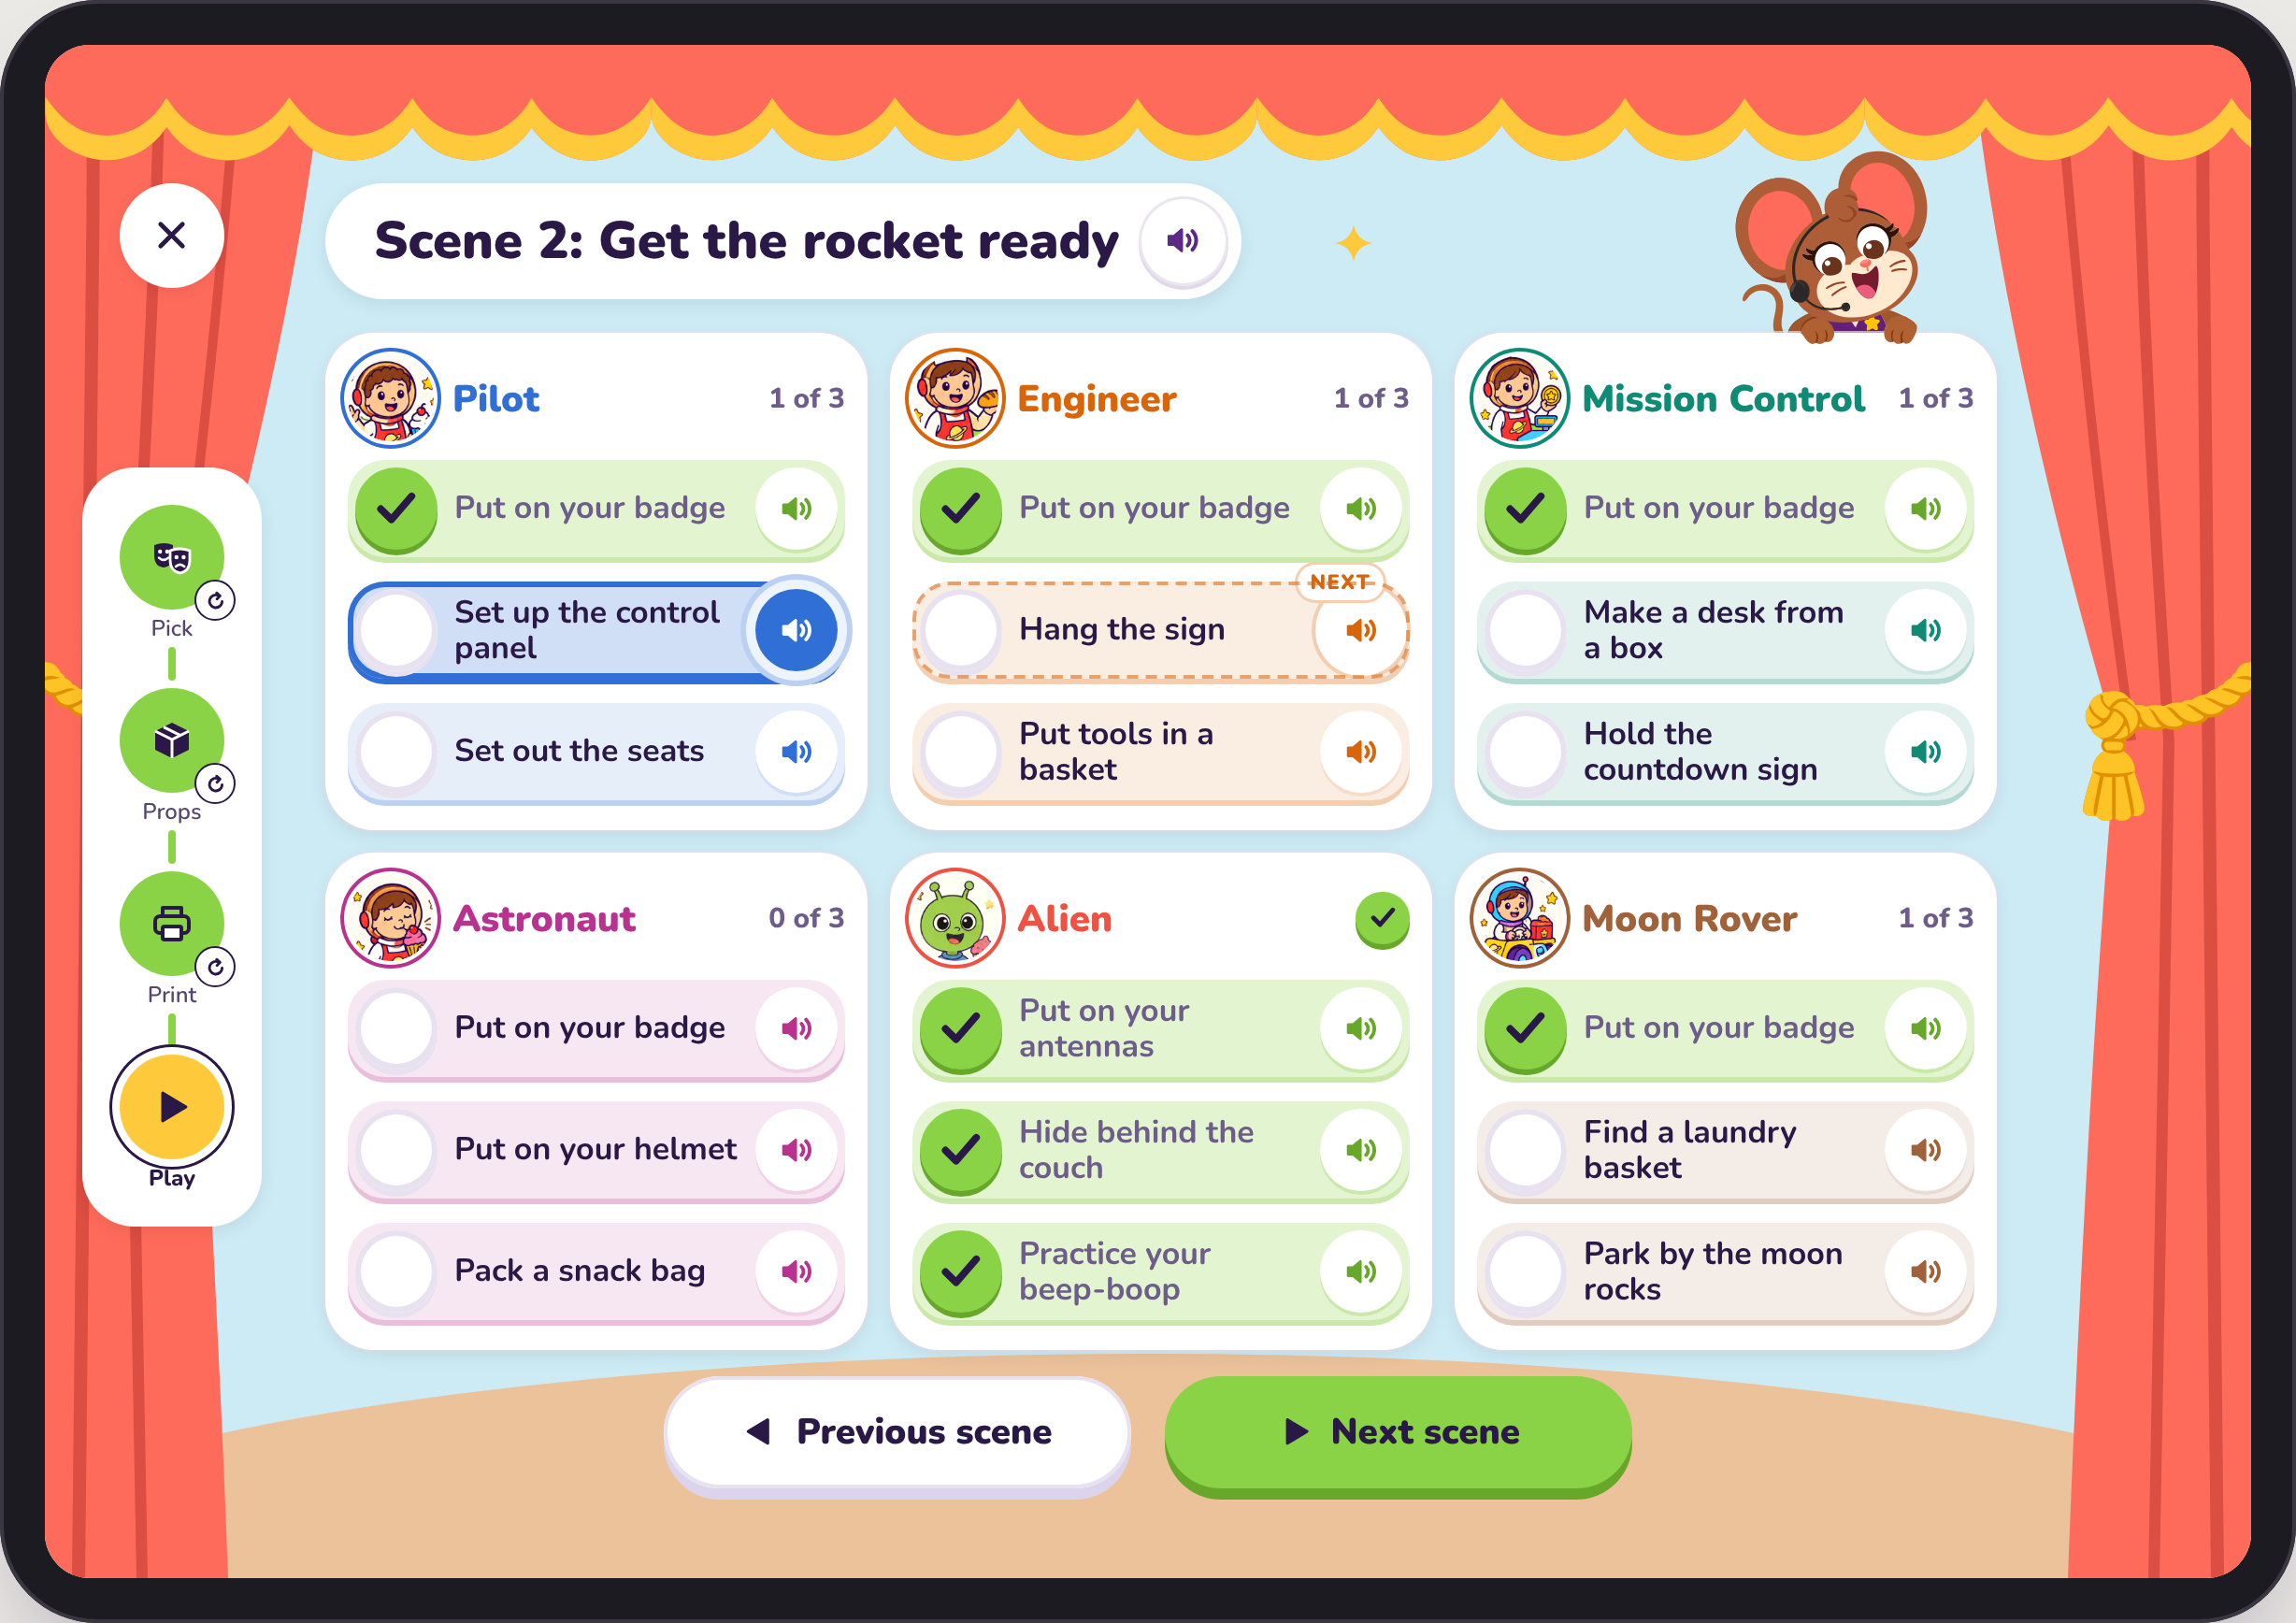 Scene 2: Get the rocket ready
Pick
Props
Print
Play
Pilot
1 of 3
Put on your badge
Set up the control
panel
Set out the seats
Engineer
1 of 3
Put on your badge
NEXT
Hang the sign
Put tools in a
basket
Mission Control
1 of 3
Put on your badge
Make a desk from
a box
Hold the
countdown sign
Astronaut
0 of 3
Put on your badge
Put on your helmet
Pack a snack bag
Alien
Put on your
antennas
Hide behind the
couch
Practice your
beep-boop
Moon Rover
1 of 3
Put on your badge
Find a laundry
basket
Park by the moon
rocks
Previous scene
Next scene